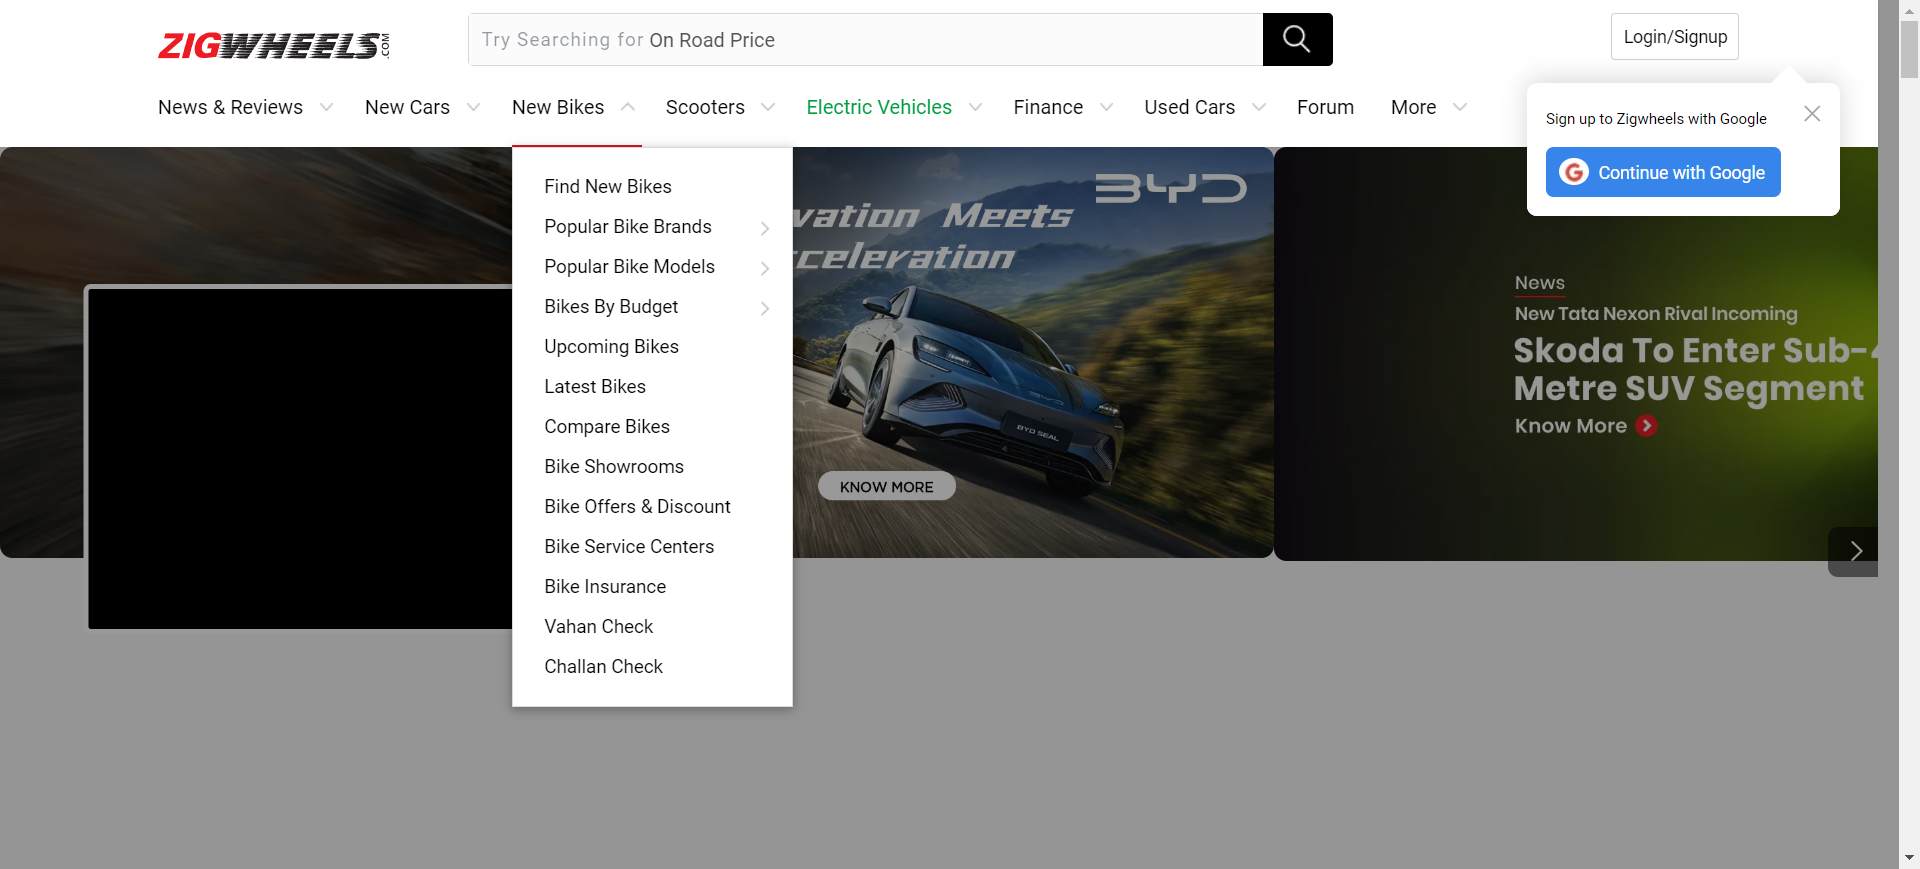 ZIGWHEELS.COM
Try Searching for On Road Price
Login/Signup
News & Reviews
New Cars
New Bikes
Scooters
Electric Vehicles
Finance
Used Cars
Forum
More
Sign up to Zigwheels with Google
Continue with Google
Find New Bikes
Popular Bike Brands
Popular Bike Models
Bikes By Budget
Upcoming Bikes
Latest Bikes
Compare Bikes
Bike Showrooms
Bike Offers & Discount
Bike Service Centers
Bike Insurance
Vahan Check
Challan Check
BYD
vation Meets
cceleration
BYD SEAL
KNOW MORE
News
New Tata Nexon Rival Incoming
Skoda To Enter Sub-4
Metre SUV Segment
Know More